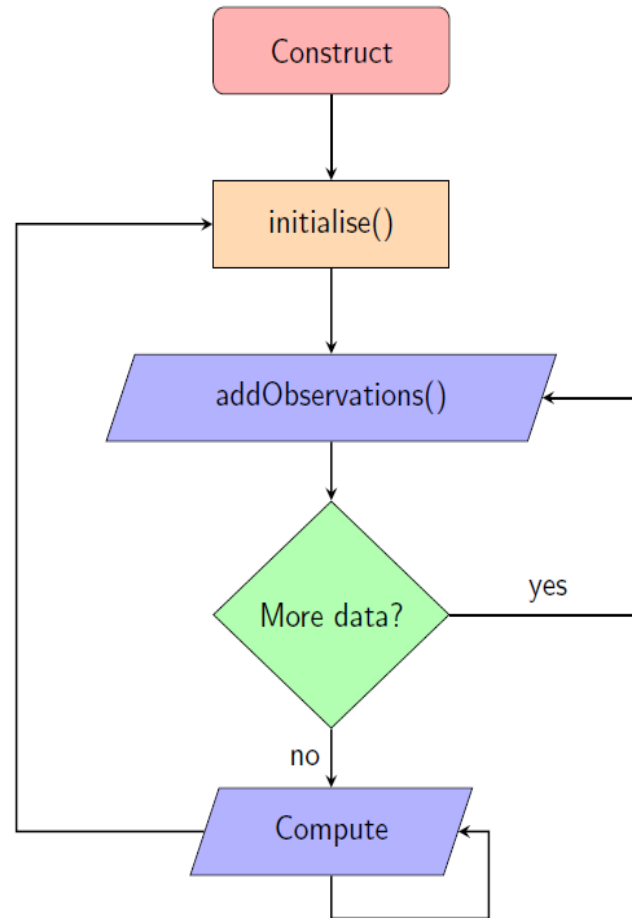 Construct
initialise()
addObservations()
More data?
yes
no
Compute